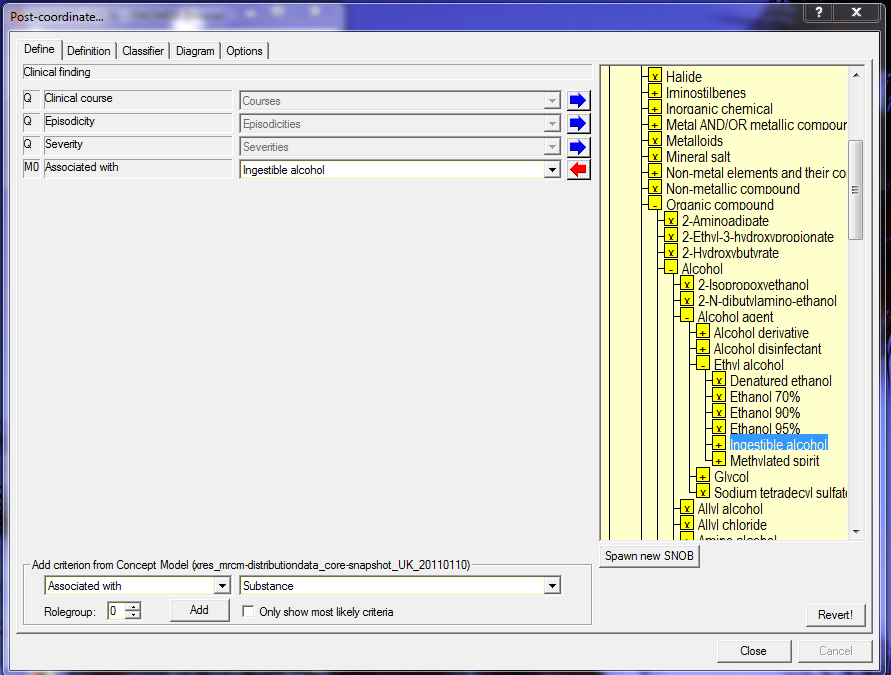 Post-coordinate...
?
X
Define
Definition
Classifier
Diagram
Options
Clinical finding
Q Clinical course Courses
Q Episodicity Episodicities
Q Severity Severities
M0 Associated with Ingestible alcohol
x Halide
+ Iminostilbenes
+ Inorganic chemical
+ Metal AND/OR metallic compour
x Metalloids
x Mineral salt
+ Non-metal elements and their co
x Non-metallic compound
- Organic compound
x 2-Aminoadipate
x 2-Ethyl-3-hydroxypropionate
x 2-Hydroxybutyrate
- Alcohol
x 2-Isopropoxyethanol
x 2-N-dibutylamino-ethanol
- Alcohol agent
+ Alcohol derivative
+ Alcohol disinfectant
- Ethyl alcohol
x Denatured ethanol
x Ethanol 70%
x Ethanol 90%
x Ethanol 95%
+ Ingestible alcohol
+ Methylated spirit
+ Glycol
x Sodium tetradecyl sulfate
x Allyl alcohol
x Allyl chloride
+ Amino alcohol
Spawn new SNOB
Add criterion from Concept Model (xres_mrcm-distributiondata_core-snapshot_UK_20110110)
Associated with Substance
Rolegroup: 0 Add Only show most likely criteria
Revert!
Close
Cancel